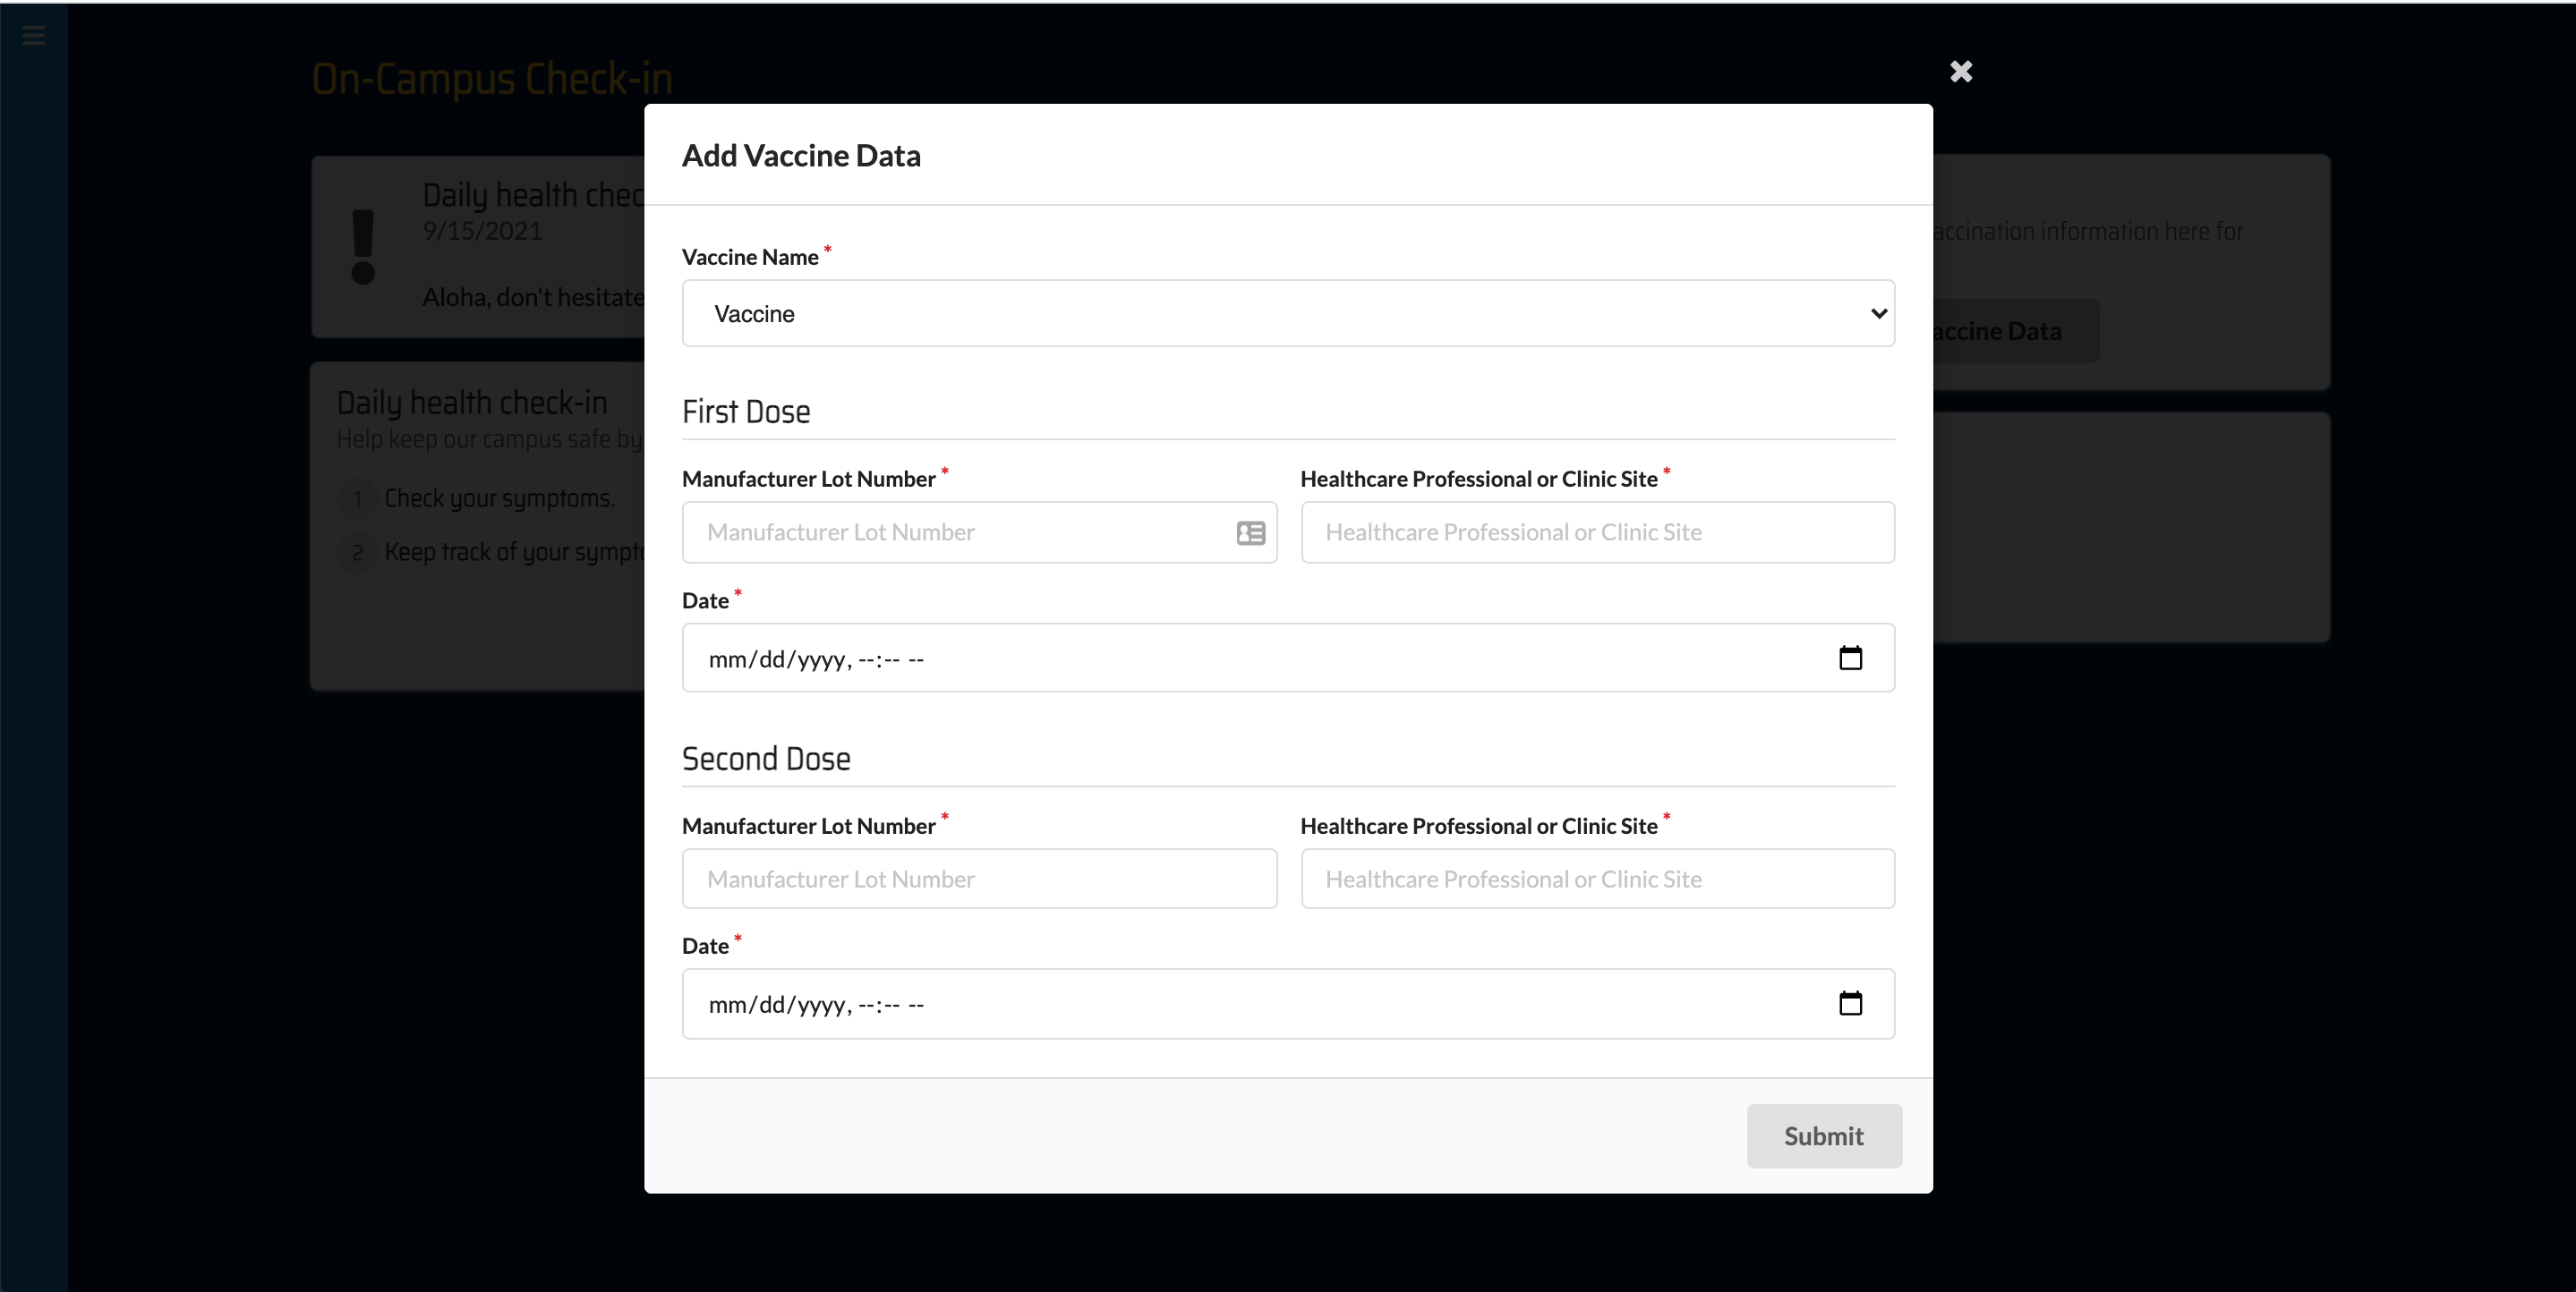 On-Campus Check-in
Add Vaccine Data
Daily health chec
9/15/2021
Aloha, don't hesitate
Daily health check-in
Help keep our campus safe by
1 Check your symptoms.
2 Keep track of your sympto
accination information here for
accine Data
Vaccine Name *
Vaccine
First Dose
Manufacturer Lot Number * Healthcare Professional or Clinic Site *
Manufacturer Lot Number Healthcare Professional or Clinic Site
Date *
mm/dd/yyyy, --:-- --
Second Dose
Manufacturer Lot Number * Healthcare Professional or Clinic Site *
Manufacturer Lot Number Healthcare Professional or Clinic Site
Date *
mm/dd/yyyy, --:-- --
Submit